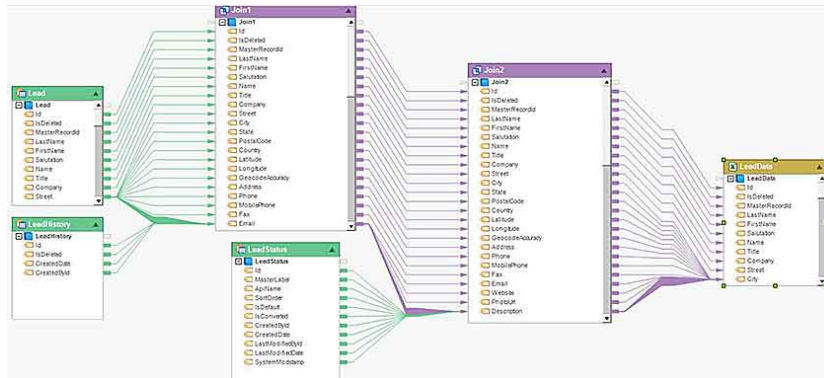 Lead
Lead
Id
IsDeleted
MasterRecordId
LastName
FirstName
Salutation
Name
Title
Company
Street
LeadHistory
LeadHistory
Id
IsDeleted
CreatedDate
CreatedById
Join1
Join1
Id
IsDeleted
MasterRecordId
LastName
FirstName
Salutation
Name
Title
Company
Street
City
State
PostalCode
Country
Latitude
Longitude
GeocodeAccuracy
Address
Phone
MobilePhone
Fax
Email
LeadStatus
LeadStatus
Id
MasterLabel
ApiName
SortOrder
IsDefault
IsConverted
CreatedById
CreatedDate
LastModifiedById
LastModifiedDate
SystemModstamp
Join2
Join2
Id
IsDeleted
MasterRecordId
LastName
FirstName
Salutation
Name
Title
Company
Street
City
State
PostalCode
Country
Latitude
Longitude
GeocodeAccuracy
Address
Phone
MobilePhone
Fax
Email
Website
PhotoUrl
Description
LeadData
LeadData
Id
IsDeleted
MasterRecordId
LastName
FirstName
Salutation
Name
Title
Company
Street
City